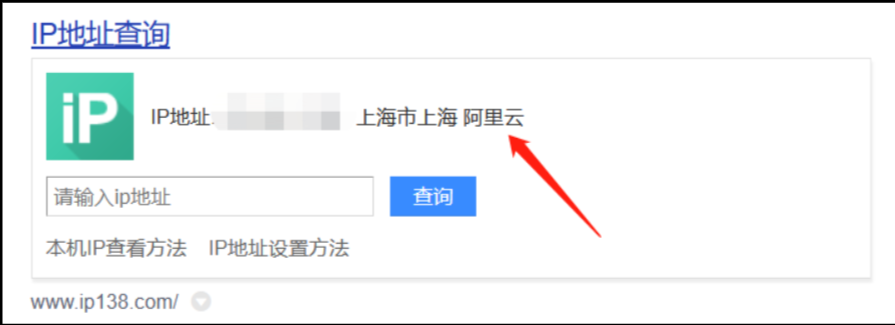 IP地址查询
iP
IP地址: 上海市上海 阿里云
请输入ip地址 查询
本机IP查看方法 IP地址设置方法
www.ip138.com/